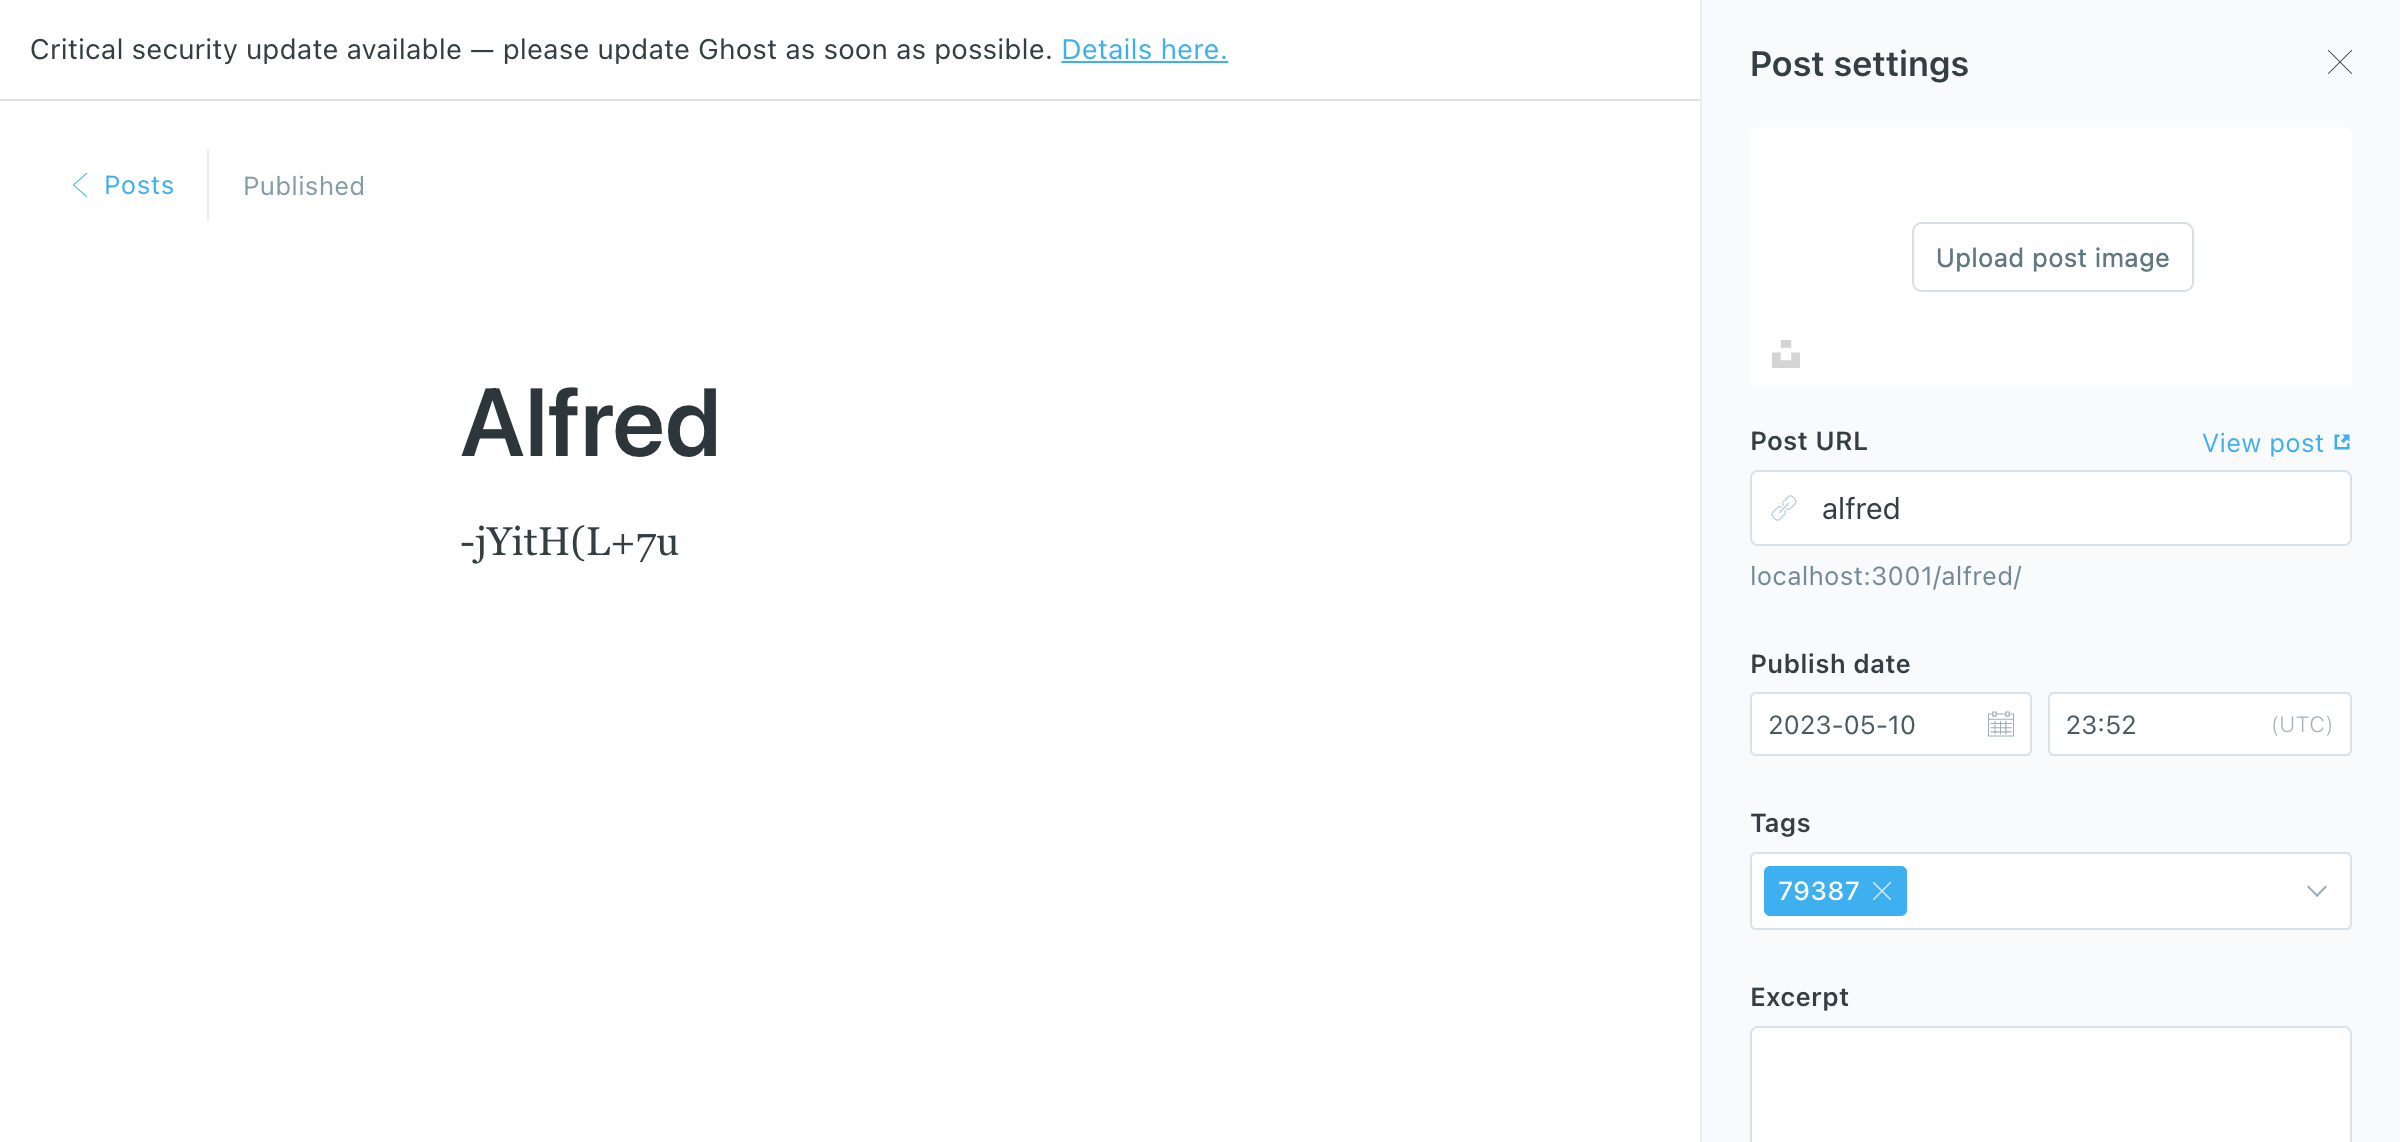 Critical security update available — please update Ghost as soon as possible. Details here.
Posts
Published
Alfred
-jYitH(L+7u
Post settings
Upload post image
Post URL
View post
alfred
localhost:3001/alfred/
Publish date
2023-05-10
23:52
(UTC)
Tags
79387
Excerpt